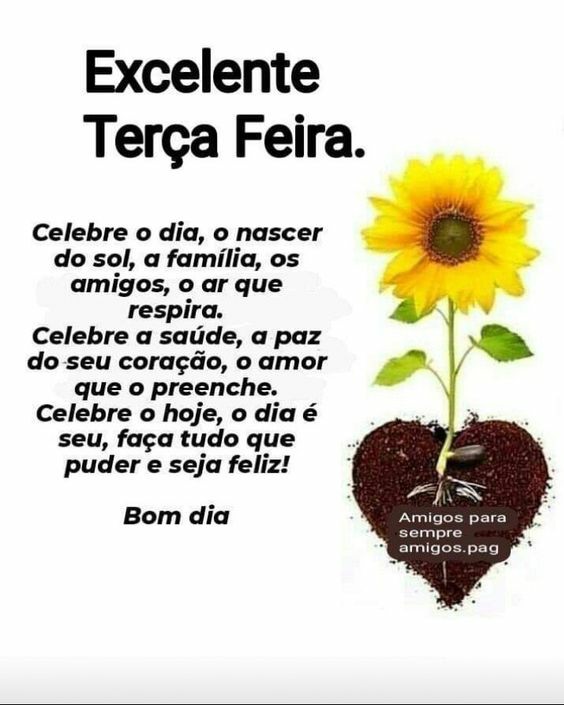 Excelente
Terça Feira.
Celebre o dia, o nascer
do sol, a família, os
amigos, o ar que
respira.
Celebre a saúde, a paz
do seu coração, o amor
que o preenche.
Celebre o hoje, o dia é
seu, faça tudo que
puder e seja feliz!
Bom dia
Amigos para
sempre
amigos.pag